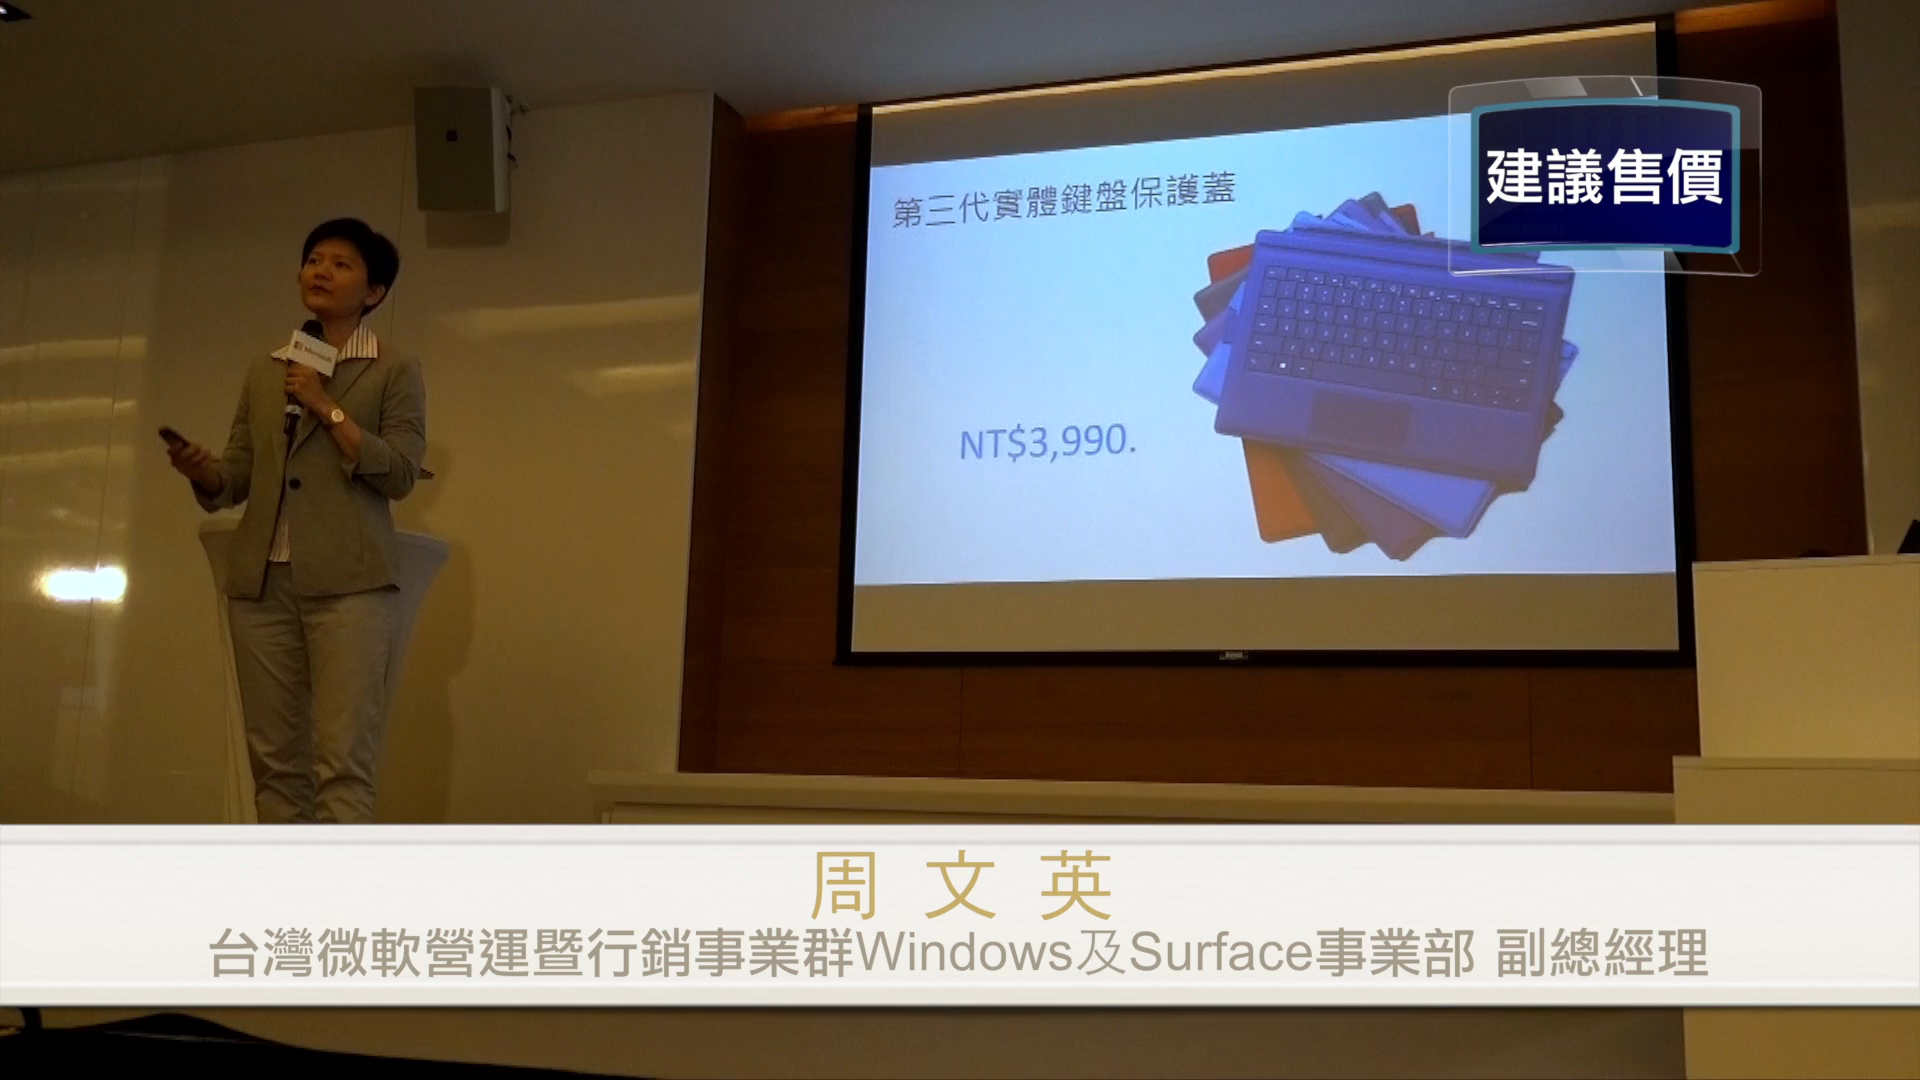 建議售價
第三代實體鍵盤保護蓋
NT$3,990.
Microsoft
周文英
台灣微軟營運暨行銷事業群Windows及Surface事業部 副總經理